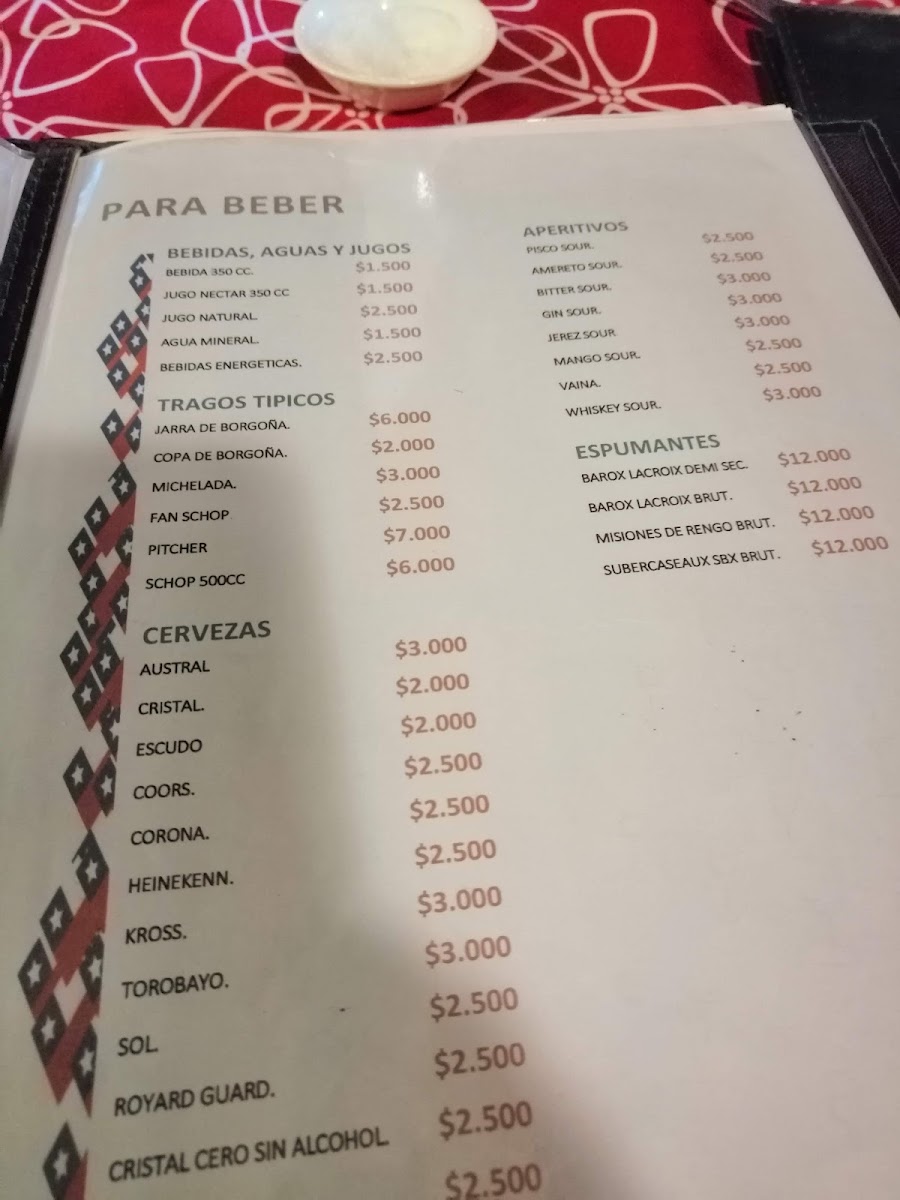 PARA BEBER
BEBIDAS, AGUAS Y JUGOS
BEBIDA 350 CC. $1.500
JUGO NECTAR 350 CC $1.500
JUGO NATURAL. $2.500
AGUA MINERAL. $1.500
BEBIDAS ENERGETICAS. $2.500
TRAGOS TIPICOS
JARRA DE BORGOÑA. $6.000
COPA DE BORGOÑA. $2.000
MICHELADA. $3.000
FAN SCHOP $2.500
PITCHER $7.000
SCHOP 500CC $6.000
CERVEZAS
AUSTRAL $3.000
CRISTAL. $2.000
ESCUDO $2.000
COORS. $2.500
CORONA. $2.500
HEINEKENN. $2.500
KROSS. $3.000
TOROBAYO. $3.000
SOL. $2.500
ROYARD GUARD. $2.500
CRISTAL CERO SIN ALCOHOL. $2.500
$2.500
APERITIVOS
PISCO SOUR. $2.500
AMERETO SOUR. $2.500
BITTER SOUR. $3.000
GIN SOUR. $3.000
JEREZ SOUR $3.000
MANGO SOUR. $2.500
VAINA. $2.500
WHISKEY SOUR. $3.000
ESPUMANTES
BAROX LACROIX DEMI SEC. $12.000
BAROX LACROIX BRUT. $12.000
MISIONES DE RENGO BRUT. $12.000
SUBERCASEAUX SBX BRUT. $12.000